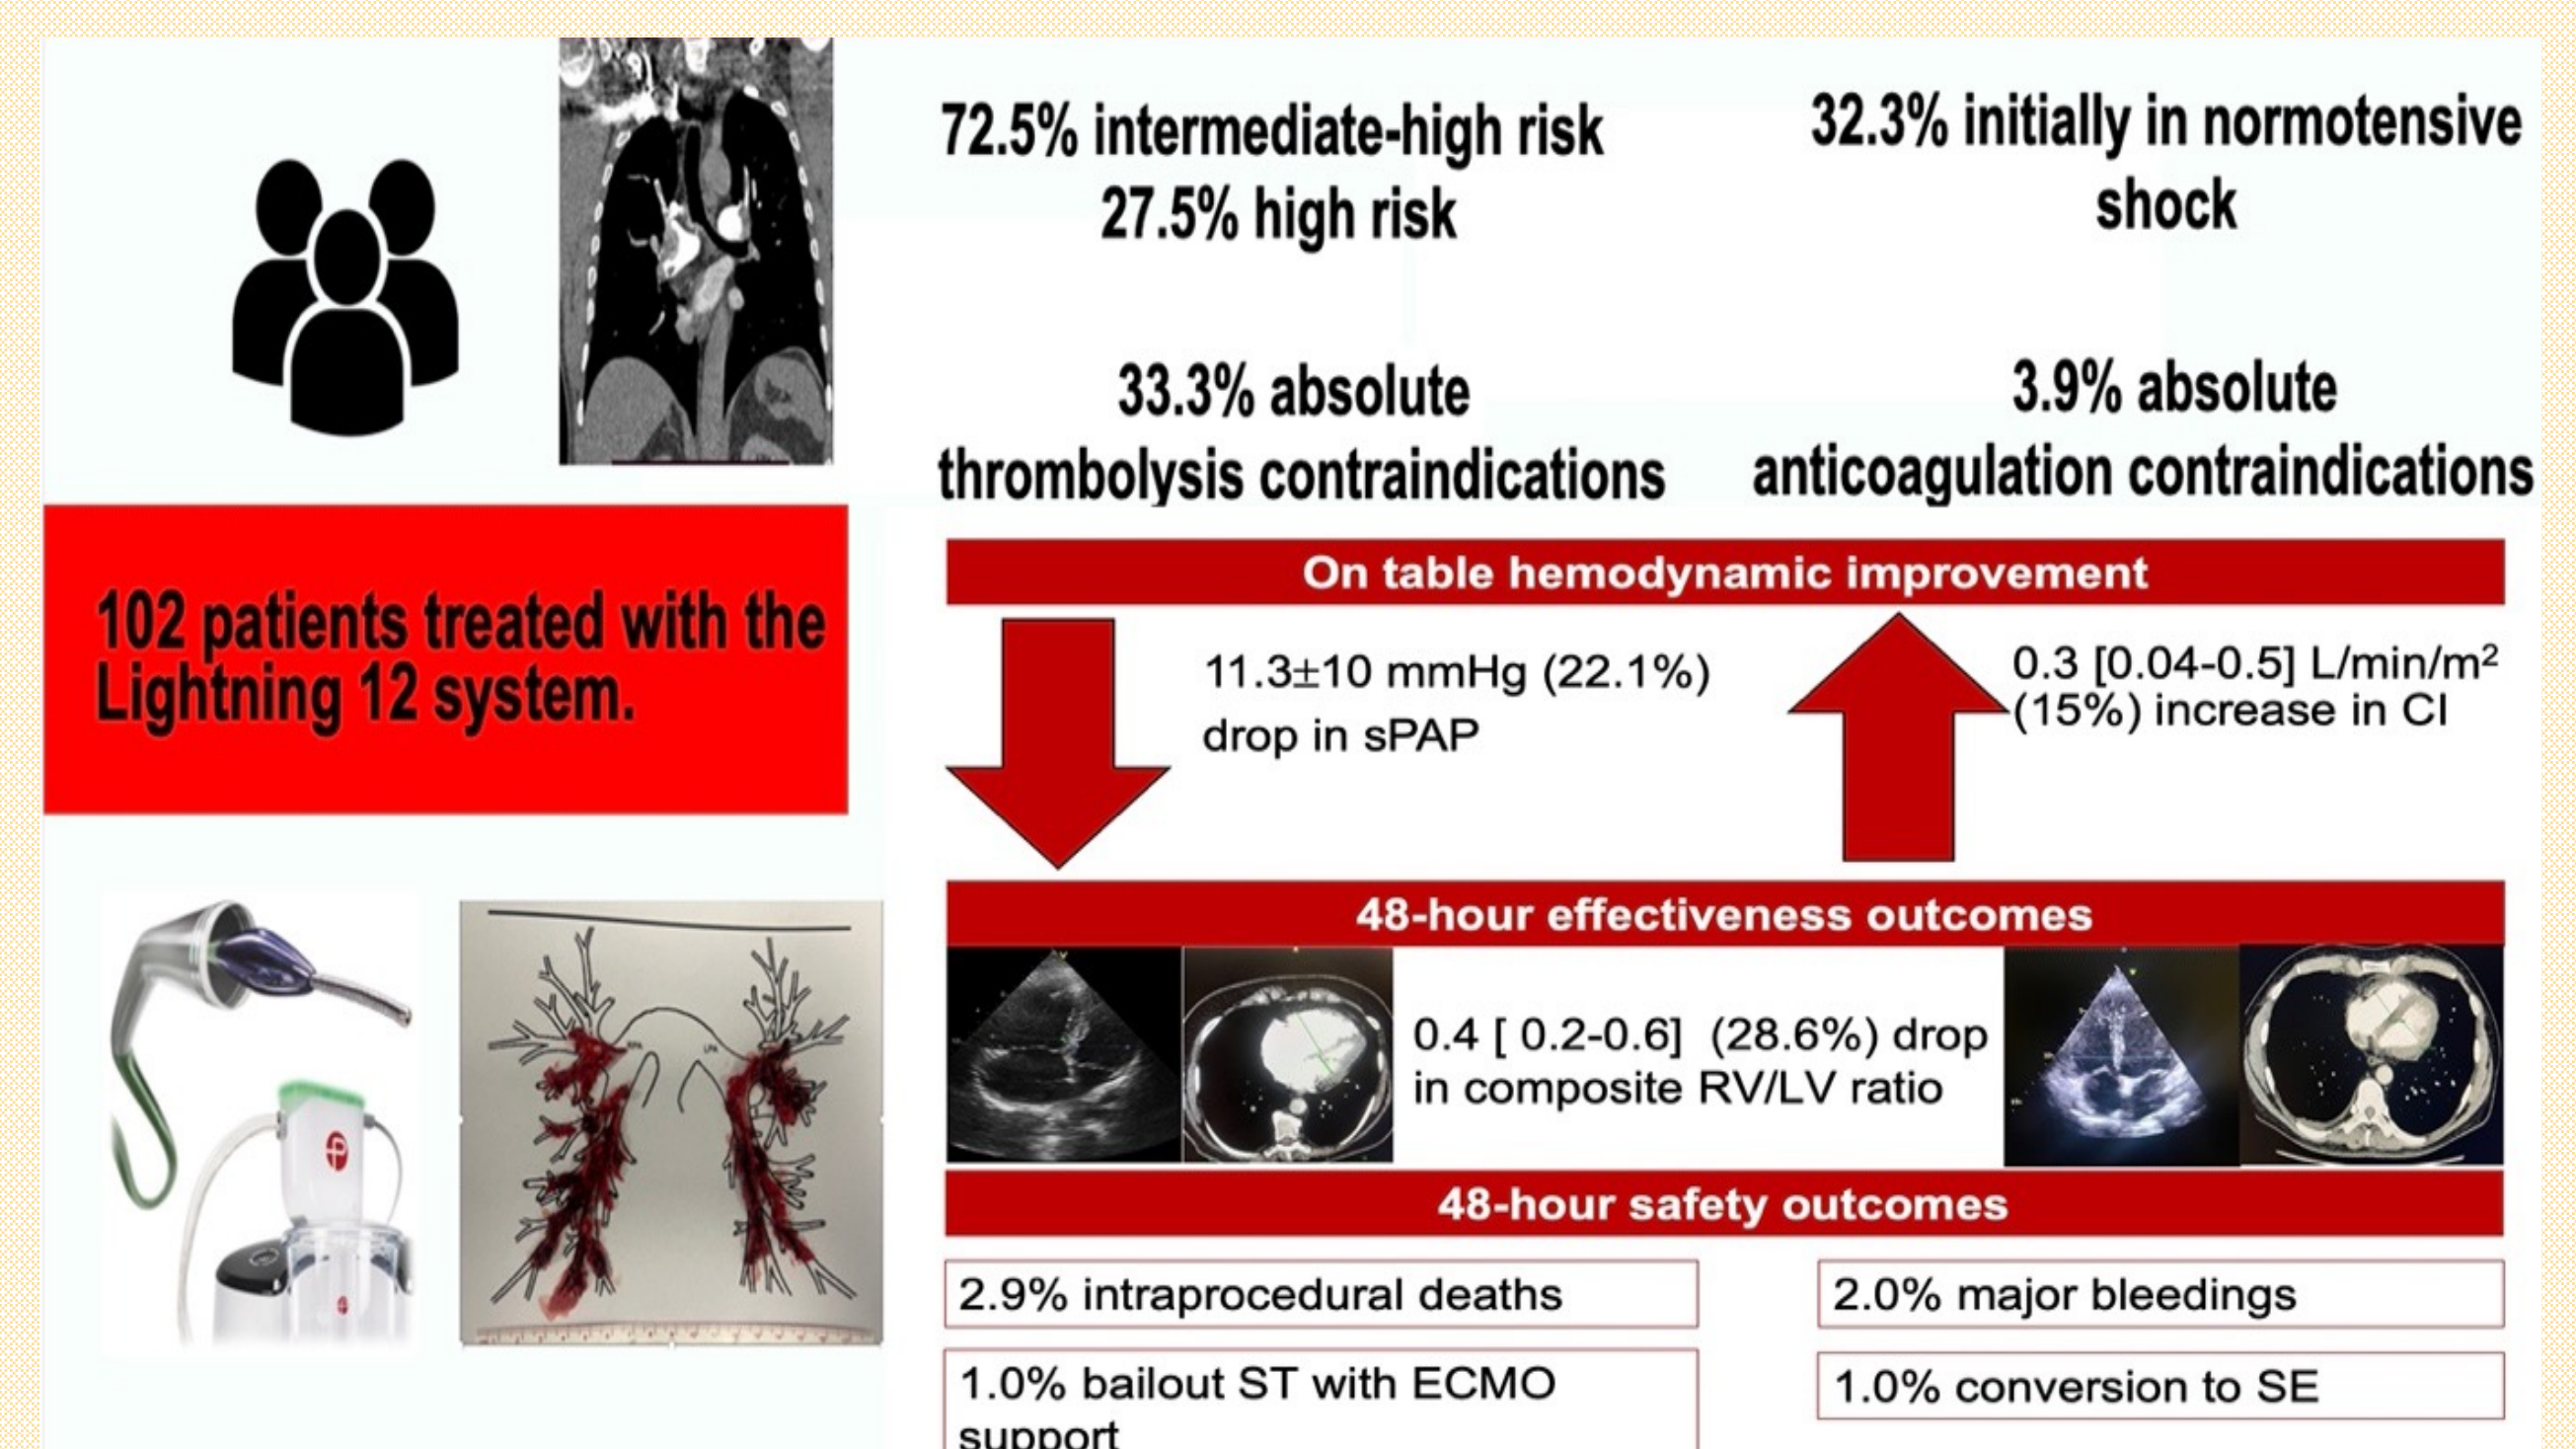 72.5% intermediate-high risk
27.5% high risk
32.3% initially in normotensive
shock
33.3% absolute
thrombolysis contraindications
3.9% absolute
anticoagulation contraindications
102 patients treated with the
Lightning 12 system.
On table hemodynamic improvement
11.3±10 mmHg (22.1%)
drop in sPAP
0.3 [0.04-0.5] L/min/m²
(15%) increase in CI
48-hour effectiveness outcomes
0.4 [ 0.2-0.6] (28.6%) drop
in composite RV/LV ratio
RPA
LPA
48-hour safety outcomes
2.9% intraprocedural deaths
2.0% major bleedings
1.0% bailout ST with ECMO
support
1.0% conversion to SE